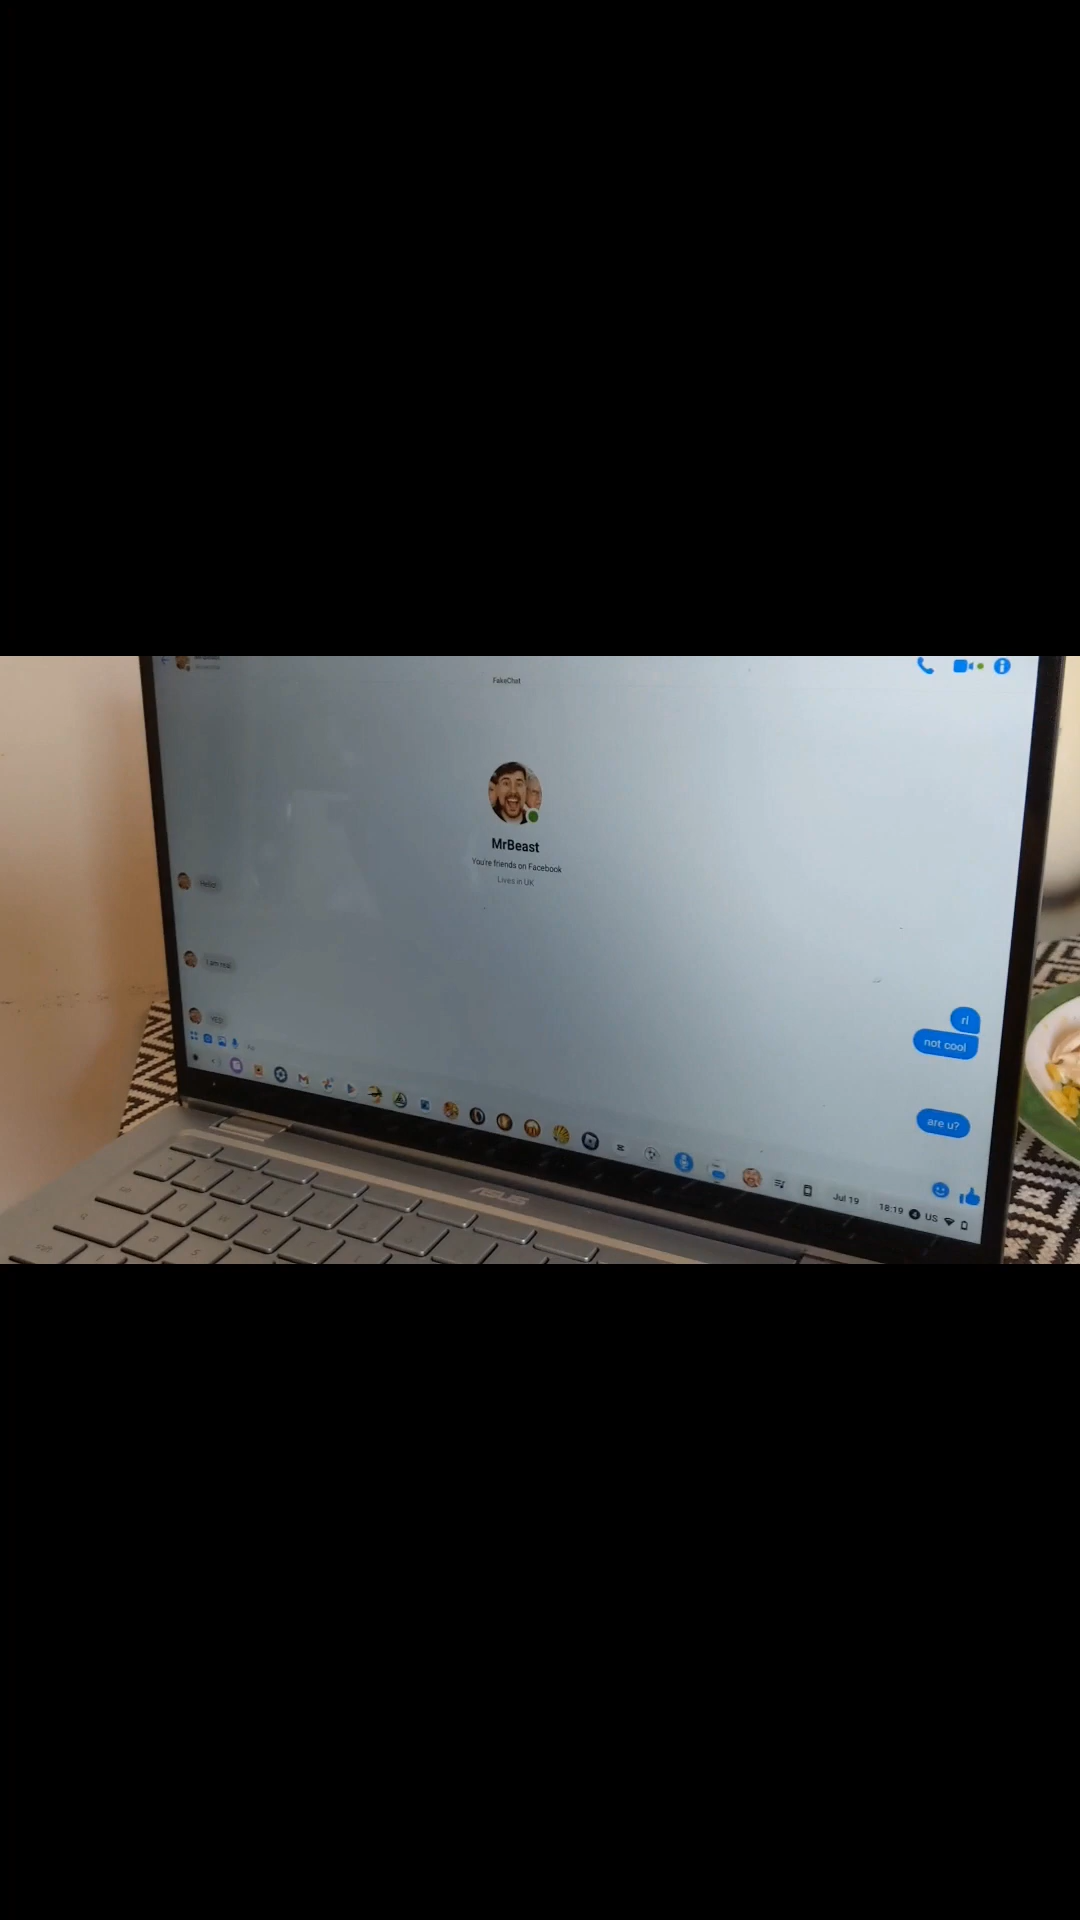 FakeChat
MrBeast
You're friends on Facebook
Lives in UK
Hello!
I am real
YES!
not cool
are u?
Aa
Jul 19
18:19
US
ASUS